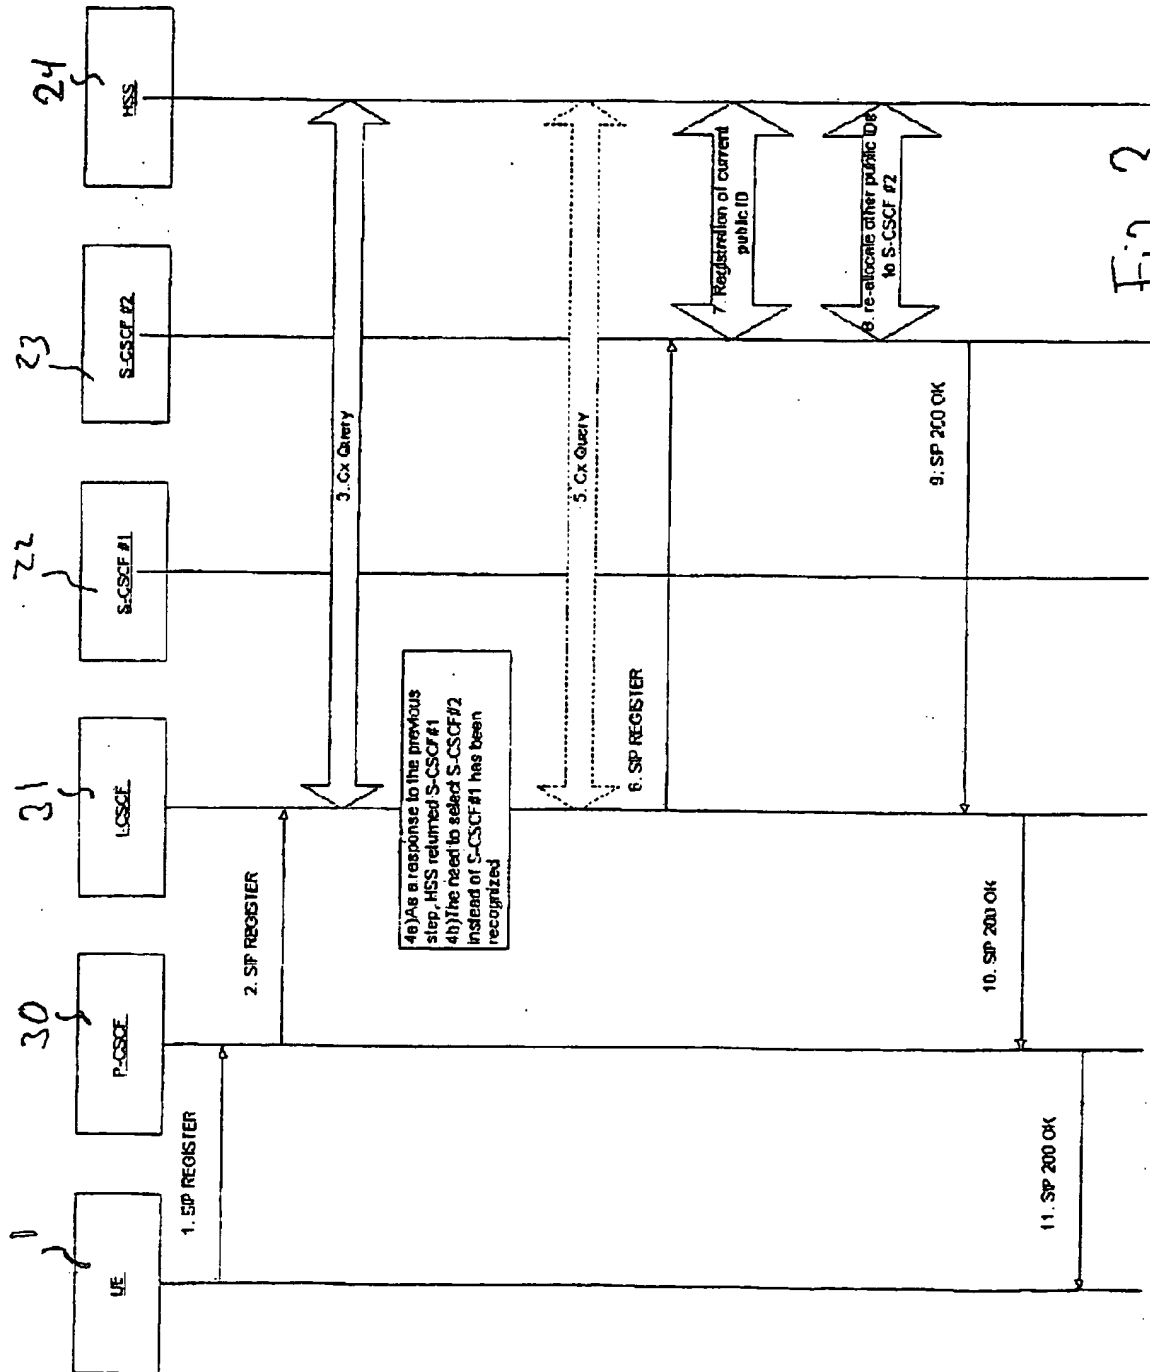 1
30
31
22
23
24
UE
P-CSCF
I-CSCF
S-CSCF #1
S-CSCF #2
HSS
1. SIP REGISTER
2. SIP REGISTER
3. Cx Query
4a)As a response to the previous
step, HSS returned S-CSCF#1
4b)The need to select S-CSCF#2
instead of S-CSCF#1 has been
recognized
5. Cx Query
6. SIP REGISTER
7. Registration of current
public ID
8. re-allocate other public IDs
to S-CSCF #2
9. SIP 200 OK
10. SIP 200 OK
11. SIP 200 OK
Fig 2